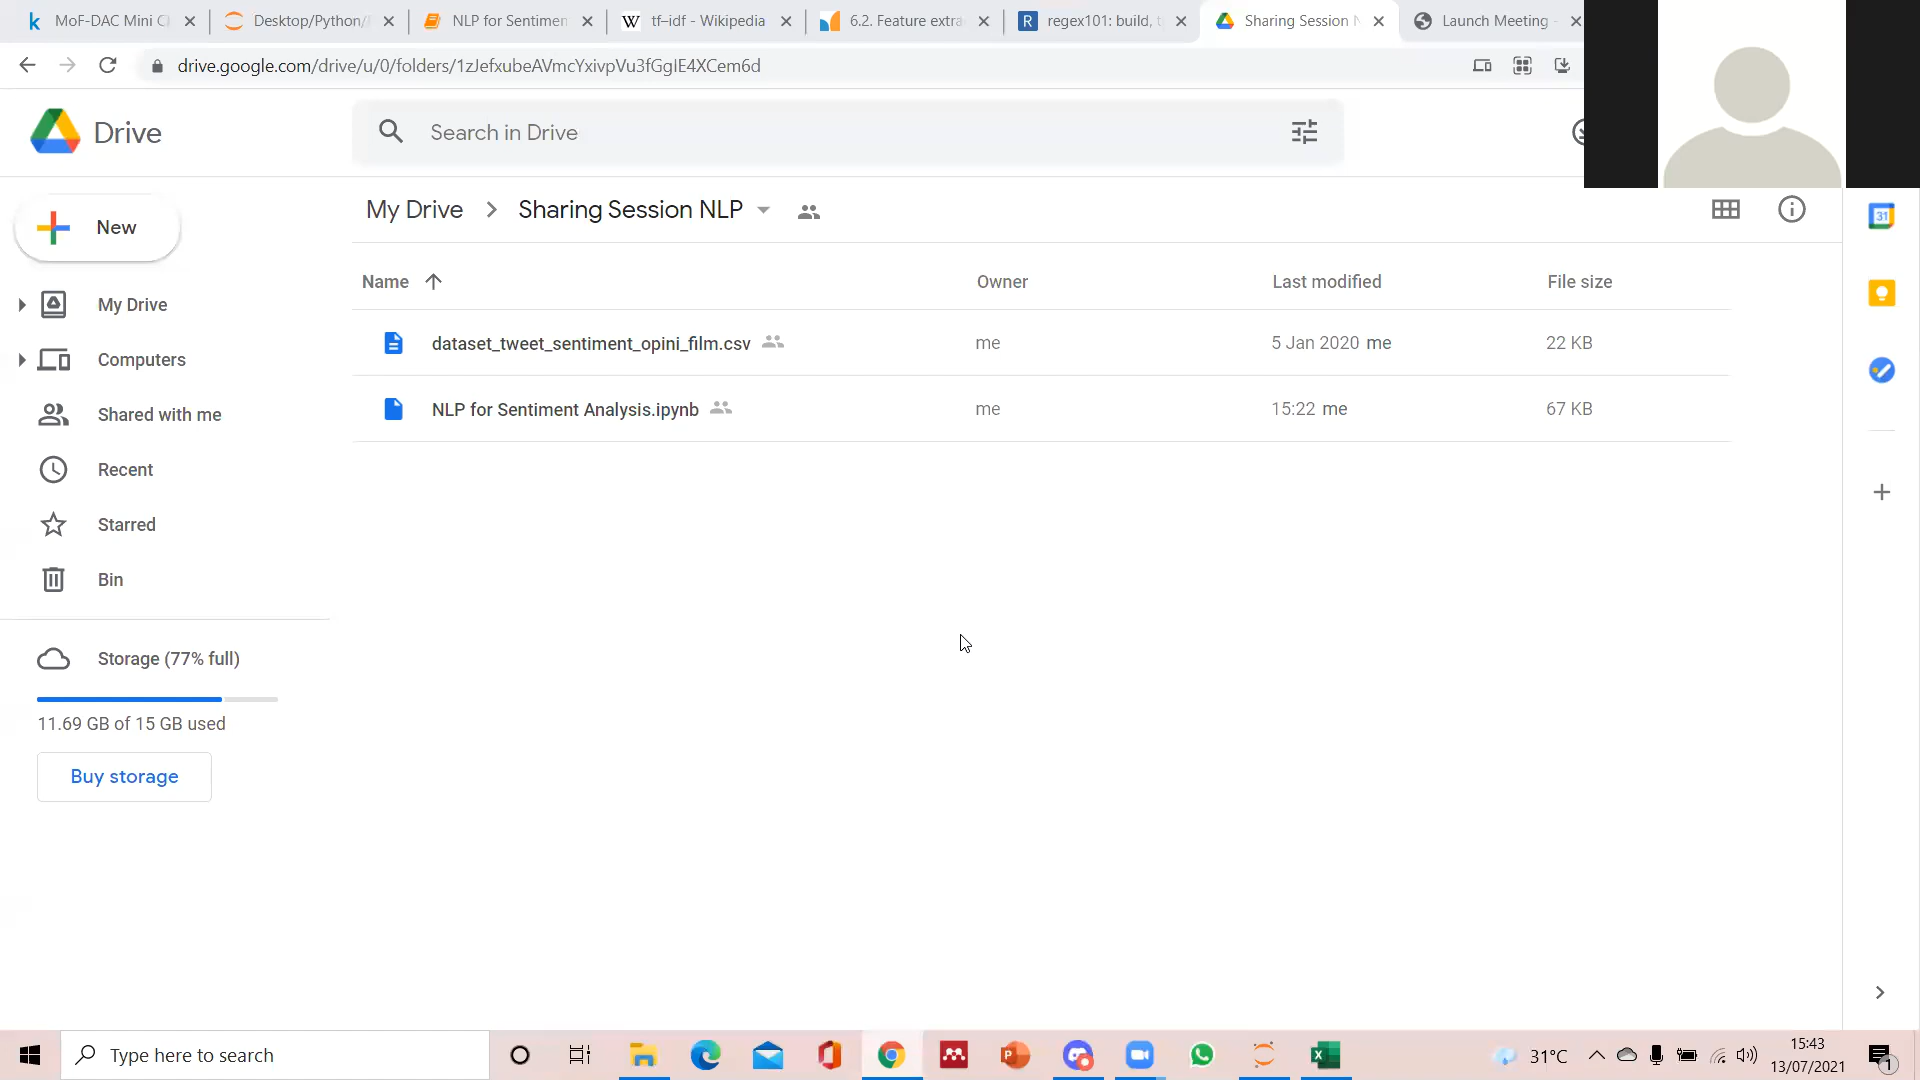 MoF-DAC Mini C
Desktop/Python/
NLP for Sentimen
W tf–idf - Wikipedia
6.2. Feature extra
R regex101: build, t
Sharing Session N
Launch Meeting -
drive.google.com/drive/u/0/folders/1zJefxubeAVmcYxivpVu3fGgIE4XCem6d
Drive
Search in Drive
New
My Drive
Computers
Shared with me
Recent
Starred
Bin
Storage (77% full)
11.69 GB of 15 GB used
Buy storage
My Drive > Sharing Session NLP
Name Owner Last modified File size
dataset_tweet_sentiment_opini_film.csv me 5 Jan 2020 me 22 KB
NLP for Sentiment Analysis.ipynb me 15:22 me 67 KB
31
Type here to search
31°C
15:43
13/07/2021
1